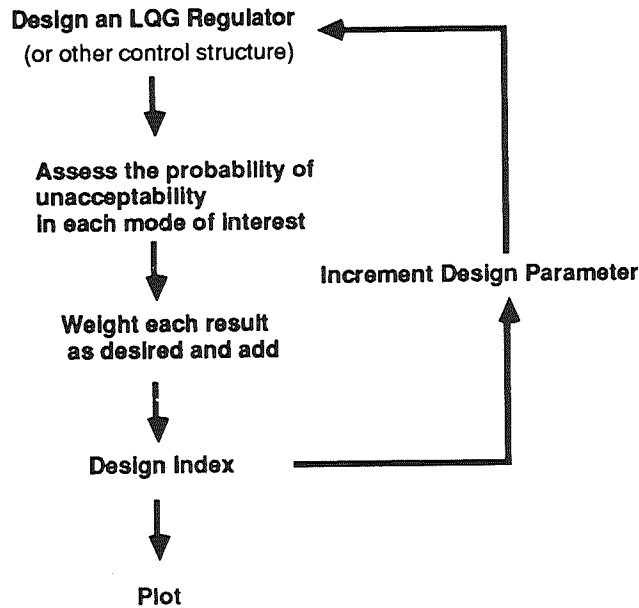 Design an LQG Regulator
(or other control structure)
Assess the probability of
unacceptability
in each mode of interest
Increment Design Parameter
Weight each result
as desired and add
Design Index
Plot